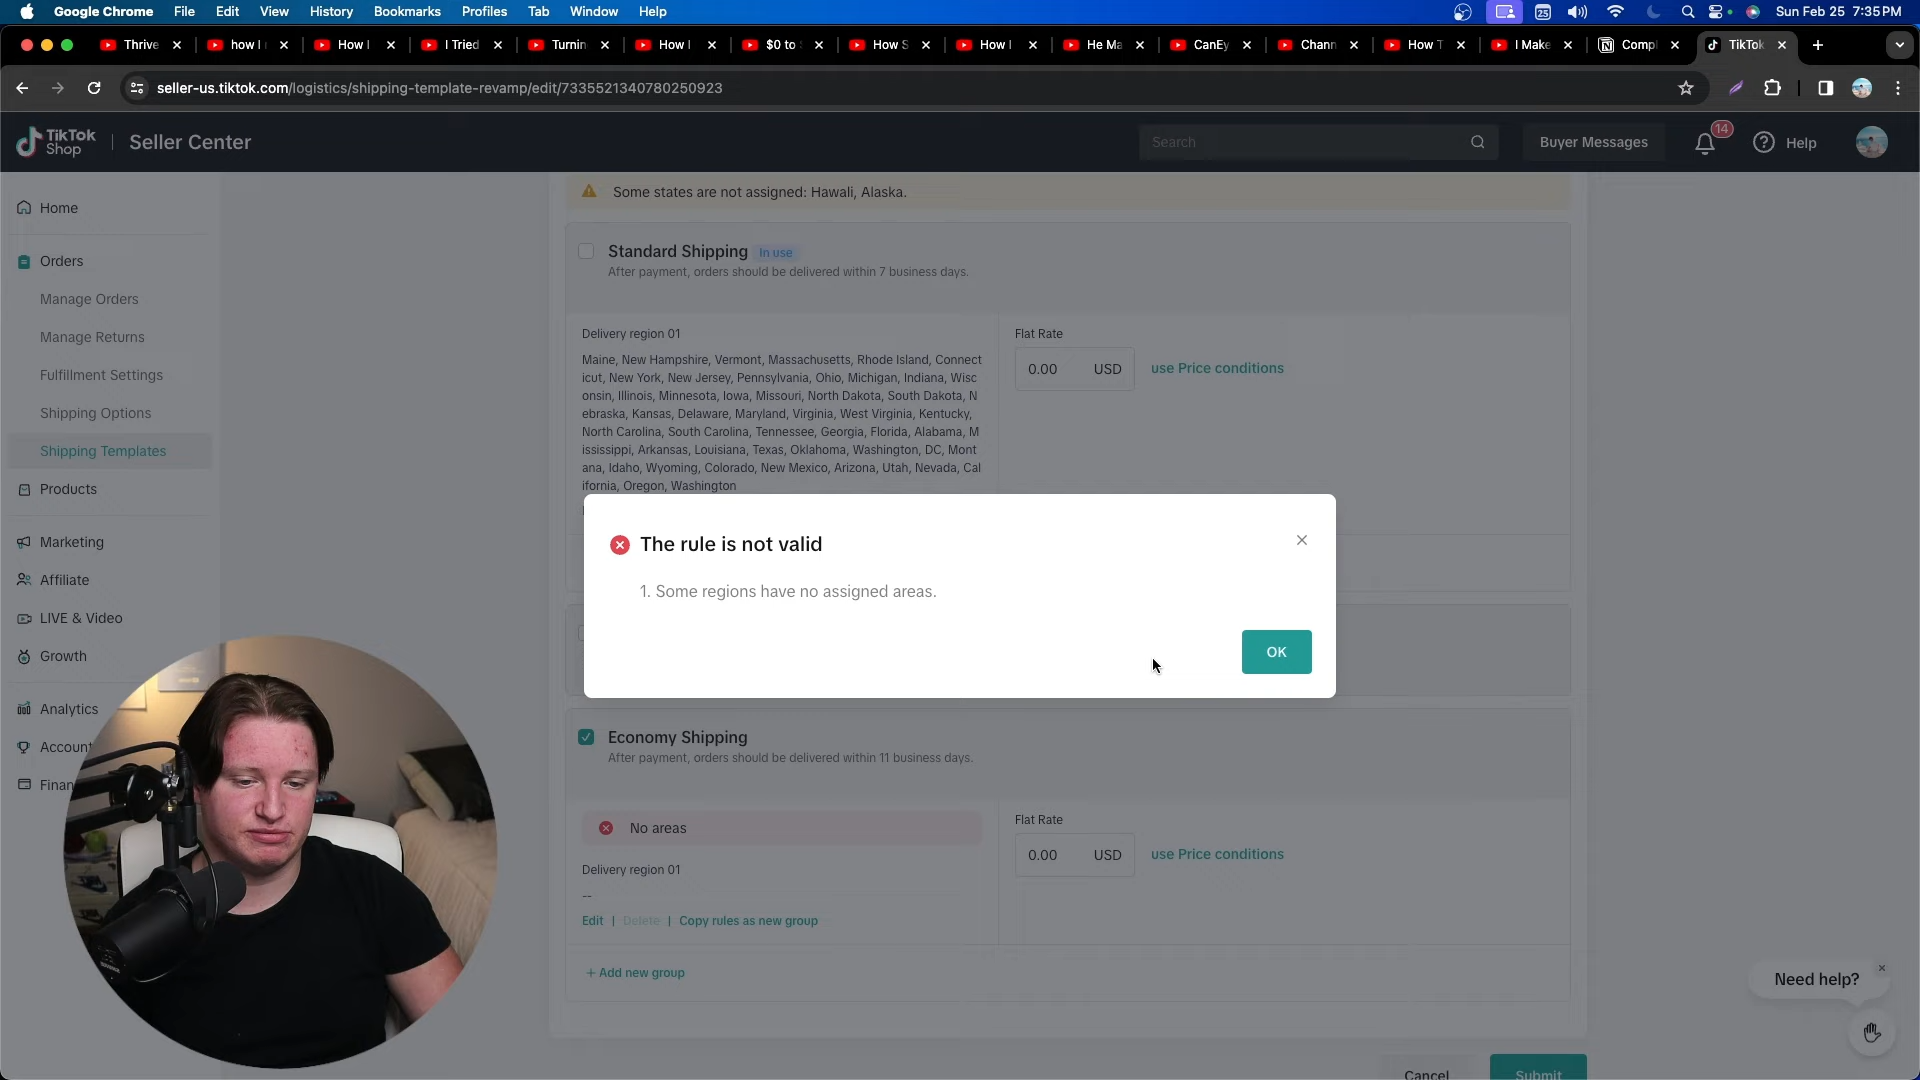 Google Chrome File Edit View History Bookmarks Profiles Tab Window Help 25 Sun Feb 25 7:35 PM
Thrive how I How I I Tried Turnin How I $0 to How S How I He Ma CanEy Chann How T I Make Compl TikTok
seller-us.tiktok.com/logistics/shipping-template-revamp/edit/7335521340780250923
TikTok Shop | Seller Center Search Buyer Messages 14 Help
Home
Orders
Manage Orders
Manage Returns
Fulfillment Settings
Shipping Options
Shipping Templates
Products
Marketing
Affiliate
LIVE & Video
Growth
Analytics
Account
Finan
Some states are not assigned: Hawali, Alaska.
Standard Shipping In use
After payment, orders should be delivered within 7 business days.
Delivery region 01
Maine, New Hampshire, Vermont, Massachusetts, Rhode Island, Connect
icut, New York, New Jersey, Pennsylvania, Ohio, Michigan, Indiana, Wisc
onsin, Illinois, Minnesota, Iowa, Missouri, North Dakota, South Dakota, N
ebraska, Kansas, Delaware, Maryland, Virginia, West Virginia, Kentucky,
North Carolina, South Carolina, Tennessee, Georgia, Florida, Alabama, M
ississippi, Arkansas, Louisiana, Texas, Oklahoma, Washington, DC, Mont
ana, Idaho, Wyoming, Colorado, New Mexico, Arizona, Utah, Nevada, Cal
ifornia, Oregon, Washington
Flat Rate
0.00 USD use Price conditions
The rule is not valid
1. Some regions have no assigned areas.
OK
Economy Shipping
After payment, orders should be delivered within 11 business days.
No areas
Delivery region 01
--
Edit | Delete | Copy rules as new group
Flat Rate
0.00 USD use Price conditions
+ Add new group
Need help?
Cancel Submit